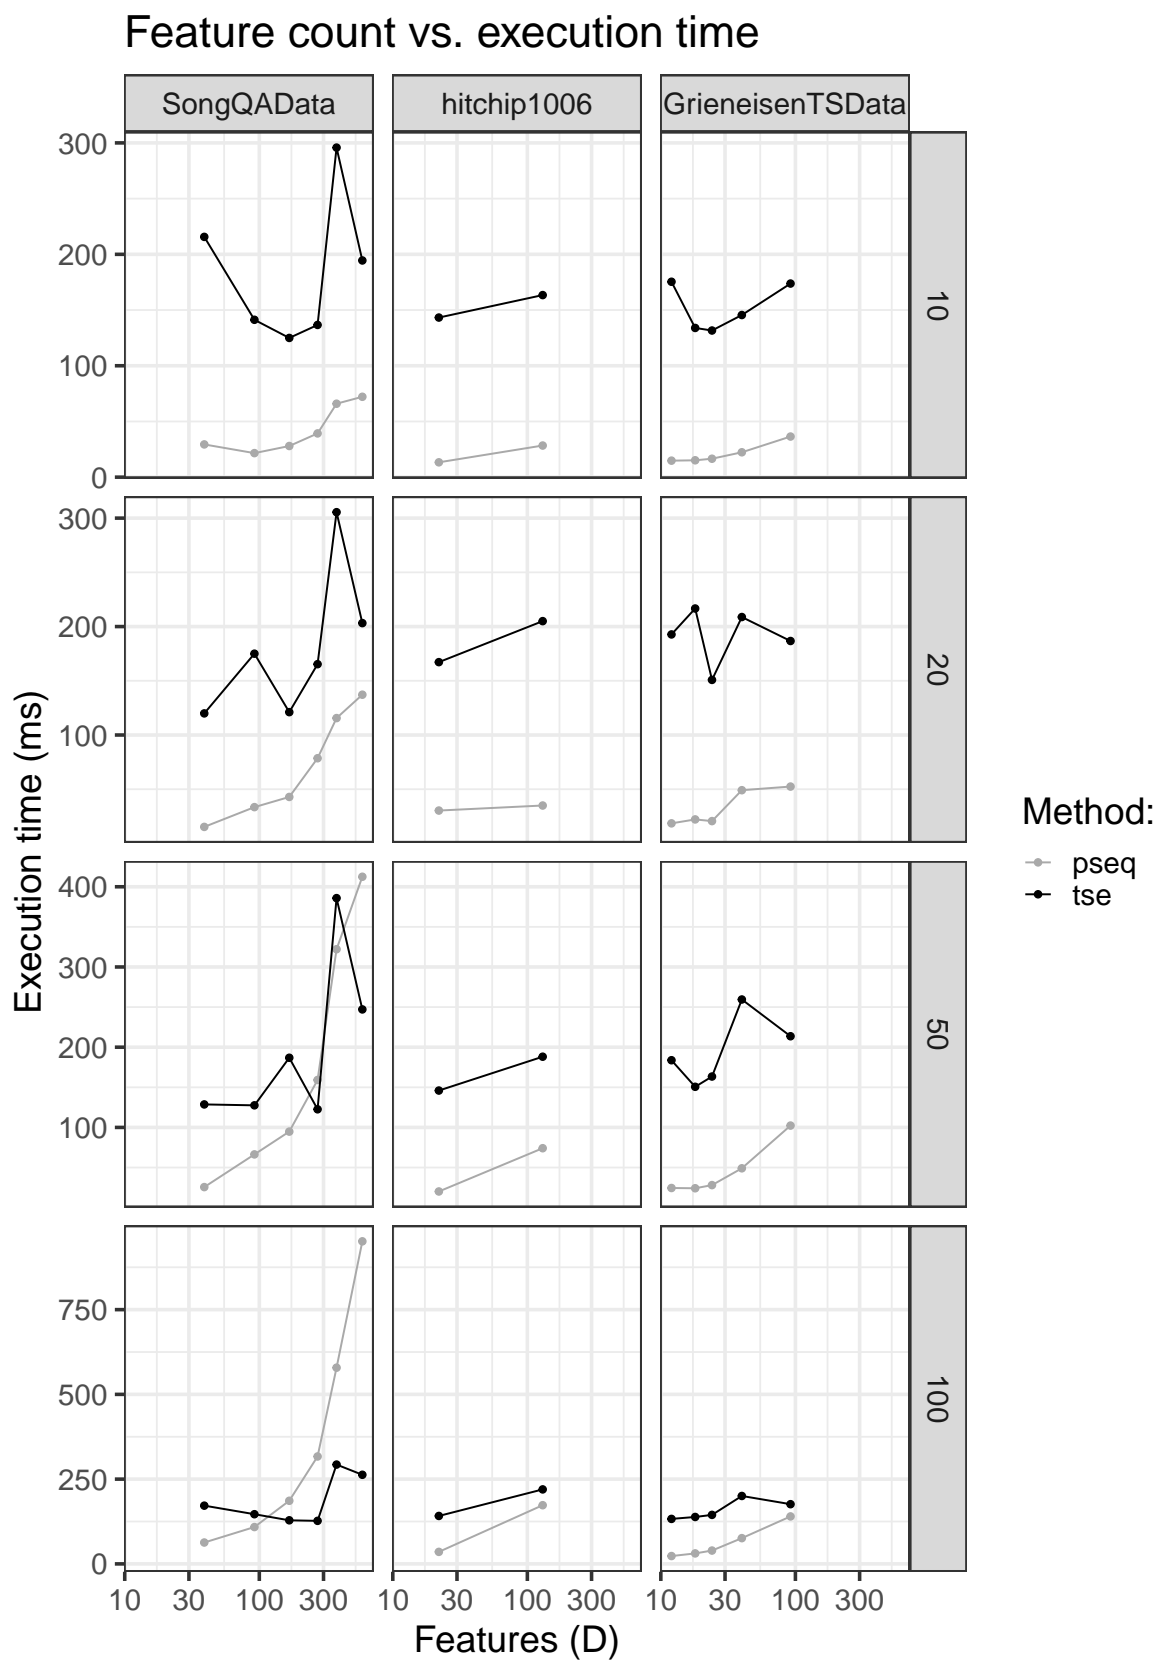 Feature count vs. execution time
SongQAData hitchip1006 GrieneisenTSData
300
200
100
0
10
300
200
100
20
400
300
200
100
50
750
500
250
0
100
10 30 100 300 10 30 100 300 10 30 100 300
Features (D)
Execution time (ms)
Method:
pseq
tse